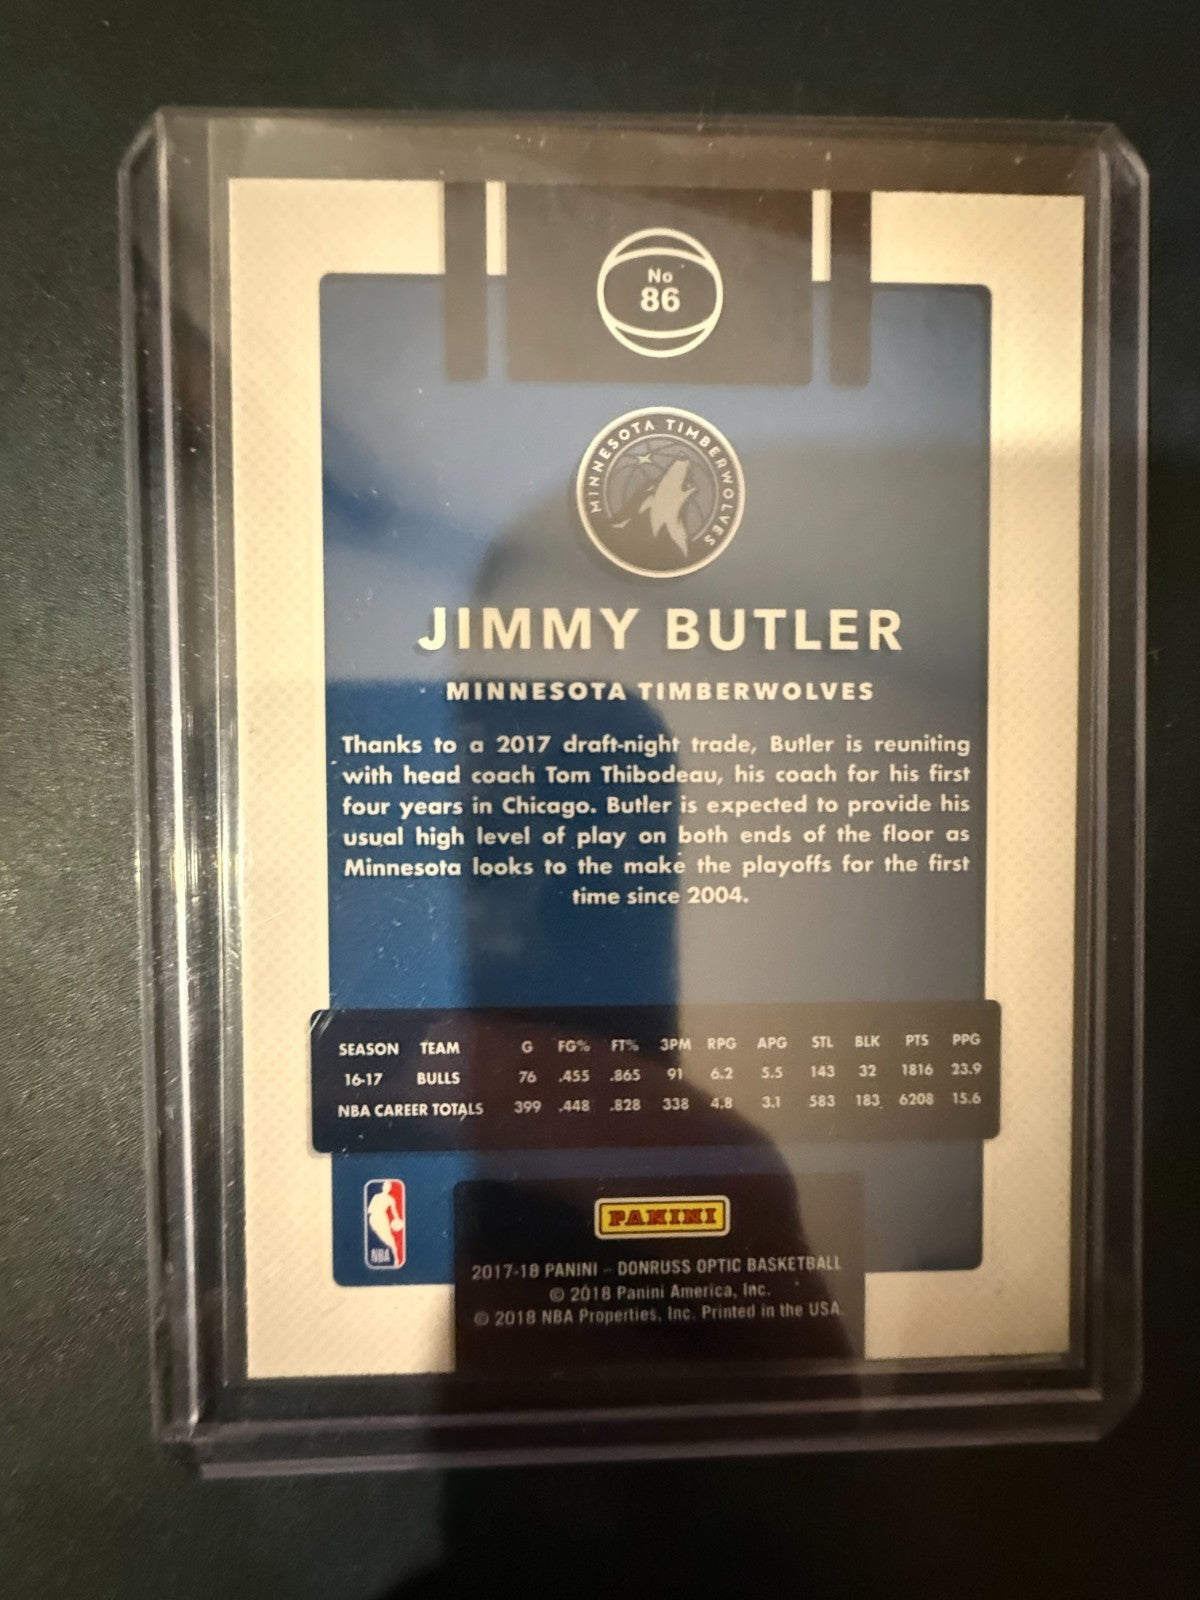 No
86
MINNESOTA TIMBERWOLVES
JIMMY BUTLER
MINNESOTA TIMBERWOLVES
Thanks to a 2017 draft-night trade, Butler is reuniting
with head coach Tom Thibodeau, his coach for his first
four years in Chicago. Butler is expected to provide his
usual high level of play on both ends of the floor as
Minnesota looks to the make the playoffs for the first
time since 2004.
SEASON TEAM G FG% FT% 3PM RPG APG STL BLK PTS PPG
16-17 BULLS 76 .455 .865 91 6.2 5.5 143 32 1816 23.9
NBA CAREER TOTALS 399 .448 .828 338 4.8 3.1 583 183 6208 15.6
NBA
PANINI
2017-18 PANINI – DONRUSS OPTIC BASKETBALL
© 2018 Panini America, Inc.
© 2018 NBA Properties, Inc. Printed in the USA.